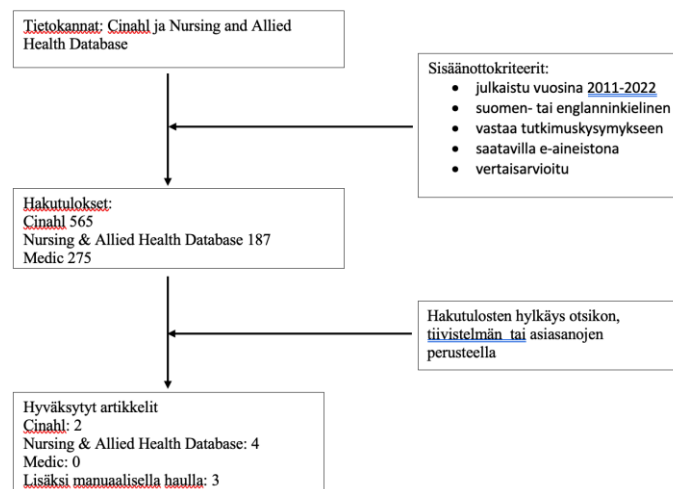 Tietokannat: Cinahl ja Nursing and Allied
Health Database
Sisäänottokriteerit:
• julkaistu vuosina 2011-2022
• suomen- tai englanninkielinen
• vastaa tutkimuskysymykseen
• saatavilla e-aineistona
• vertaisarvioitu
Hakutulokset:
Cinahl 565
Nursing & Allied Health Database 187
Medic 275
Hakutulosten hylkäys otsikon,
tiivistelmän tai asiasanojen
perusteella
Hyväksytyt artikkelit
Cinahl: 2
Nursing & Allied Health Database: 4
Medic: 0
Lisäksi manuaalisella haulla: 3